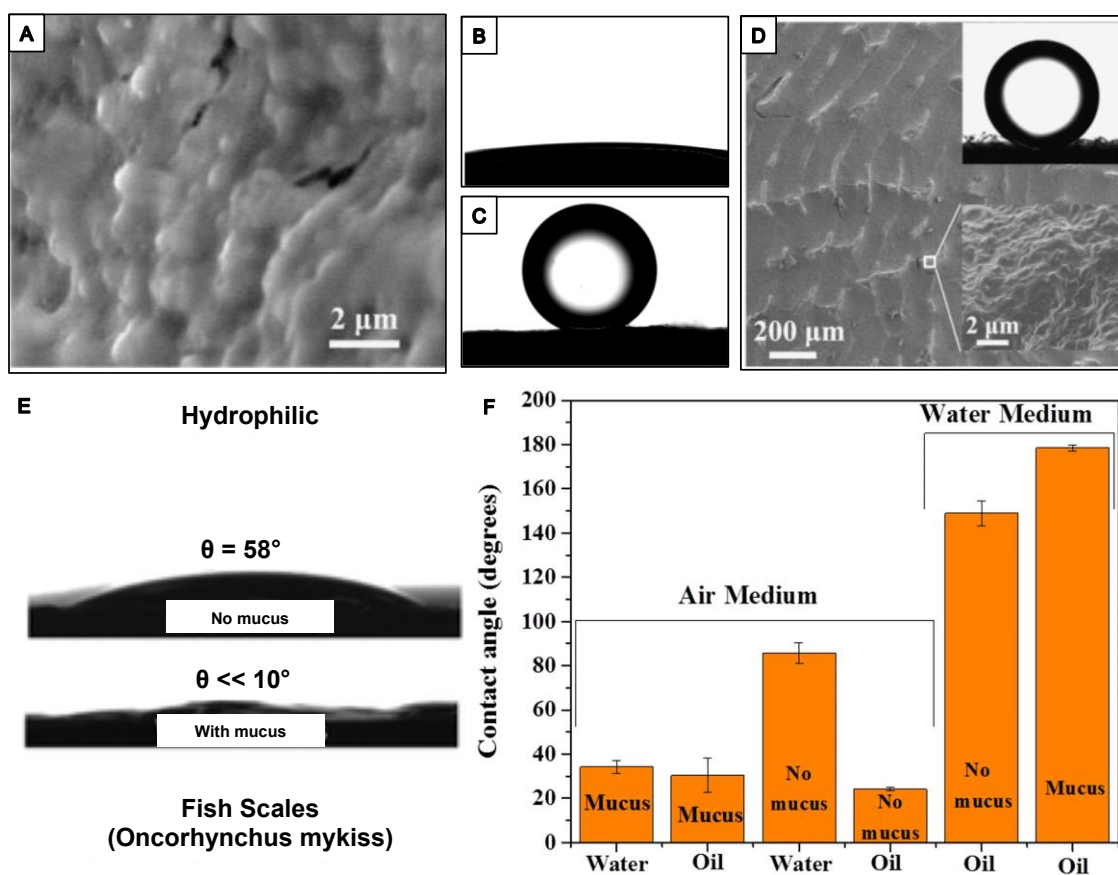 A
2 µm
B
C
D
200 µm
2 µm
E
Hydrophilic
θ = 58°
No mucus
θ << 10°
With mucus
Fish Scales
(Oncorhynchus mykiss)
F
Contact angle (degrees)
200
180
160
140
120
100
80
60
40
20
0
Air Medium
Water Medium
Mucus
Mucus
No
mucus
No
mucus
No
mucus
Mucus
Water
Oil
Water
Oil
Oil
Oil